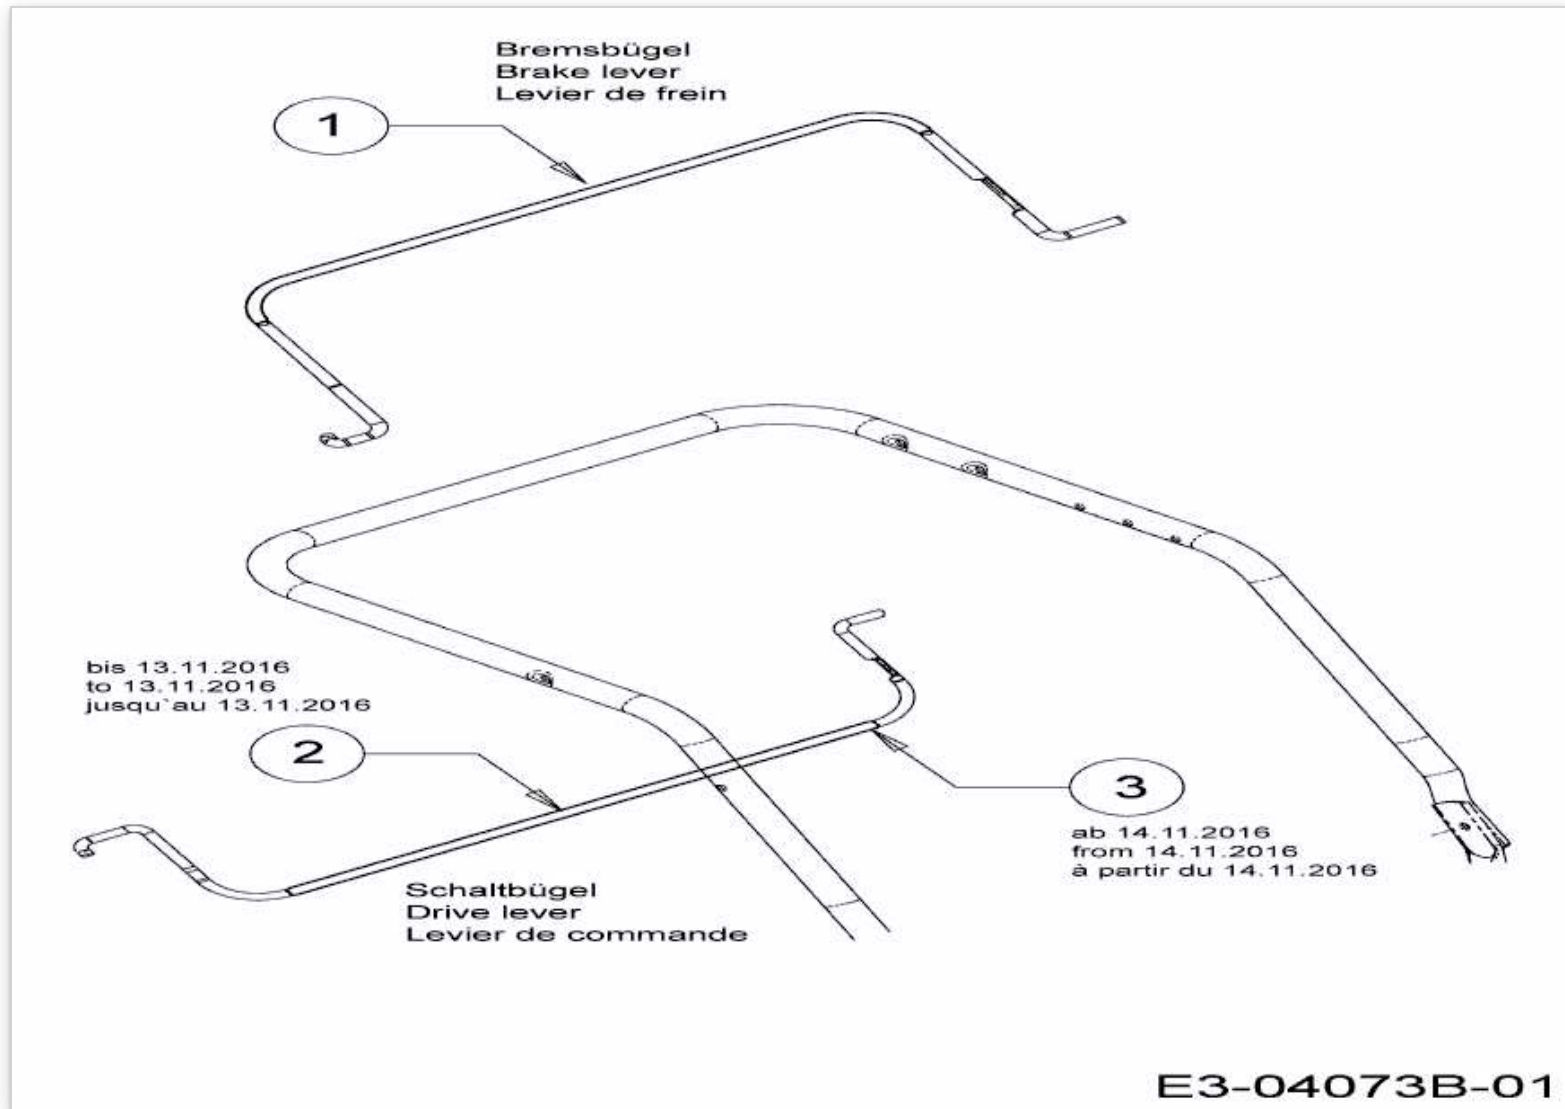 Bremsbügel
Brake lever
Levier de frein
1
bis 13.11.2016
to 13.11.2016
jusqu`au 13.11.2016
2
3
ab 14.11.2016
from 14.11.2016
à partir du 14.11.2016
Schaltbügel
Drive lever
Levier de commande
E3-04073B-01